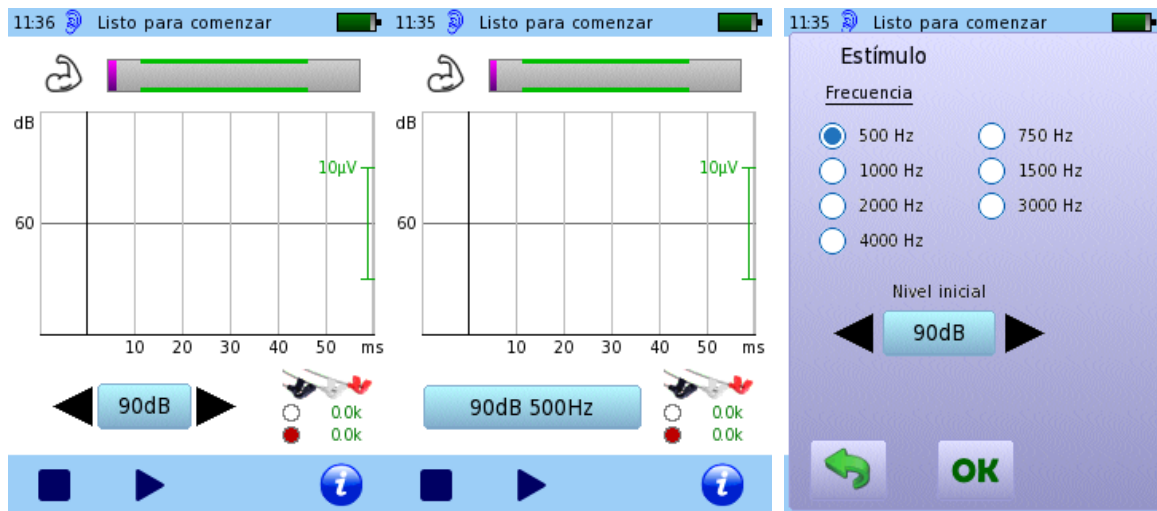 11:36 Listo para comenzar
dB
10µV
60
10 20 30 40 50 ms
90dB
0.0k
0.0k
i
11:35 Listo para comenzar
dB
10µV
60
10 20 30 40 50 ms
90dB 500Hz
0.0k
0.0k
i
11:35 Listo para comenzar
Estímulo
Frecuencia
500 Hz 750 Hz
1000 Hz 1500 Hz
2000 Hz 3000 Hz
4000 Hz
Nivel inicial
90dB
OK